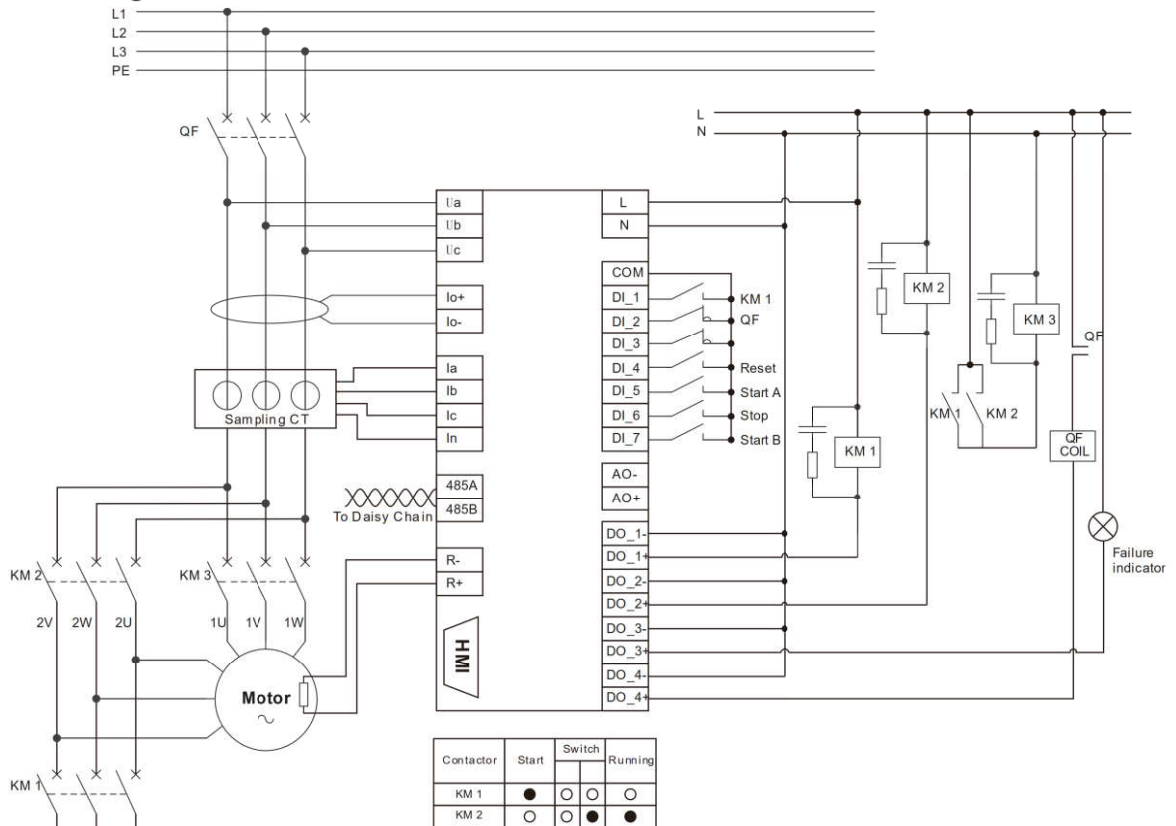 L1
L2
L3
PE
QF
L
N
Ua
Ub
Uc
Io+
Io-
Ia
Ib
Ic
In
485A
485B
R-
R+
HMI
L
N
COM
DI_1
DI_2
DI_3
DI_4
DI_5
DI_6
DI_7
AO-
AO+
DO_1-
DO_1+
DO_2-
DO_2+
DO_3-
DO_3+
DO_4-
DO_4+
KM 1
QF
Reset
Start A
Stop
Start B
Sampling CT
To Daisy Chain
KM 2
KM 3
2V 2W 2U 1U 1V 1W
Motor
KM 1
KM 1
KM 2
KM 1 KM 2
KM 3
QF
QF
COIL
Failure
indicator
Contactor Start Switch Running
KM 1
KM 2